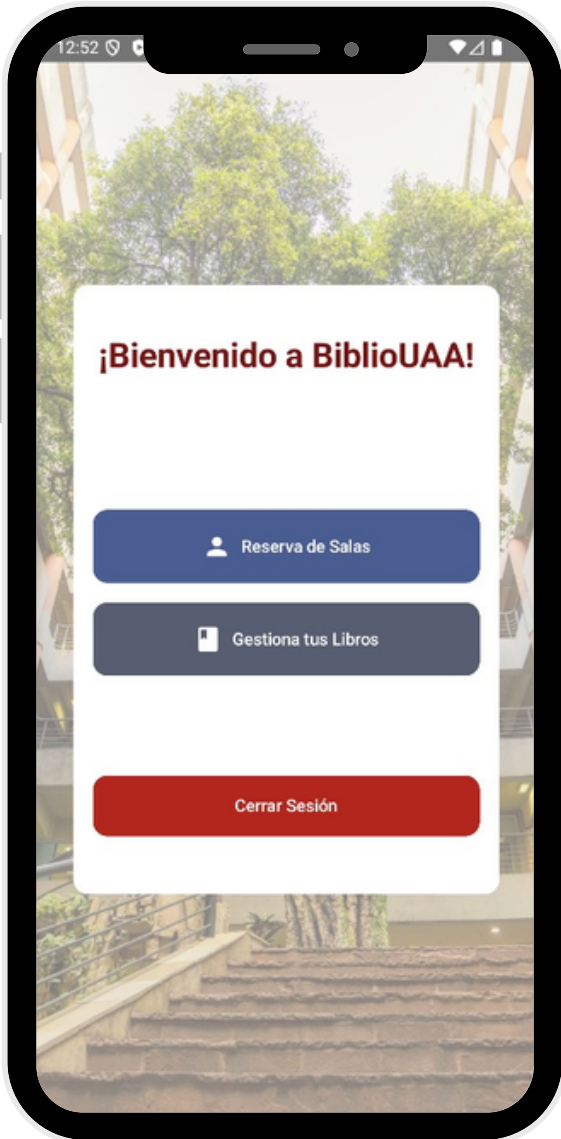 12:52
¡Bienvenido a BiblioUAA!
Reserva de Salas
Gestiona tus Libros
Cerrar Sesión